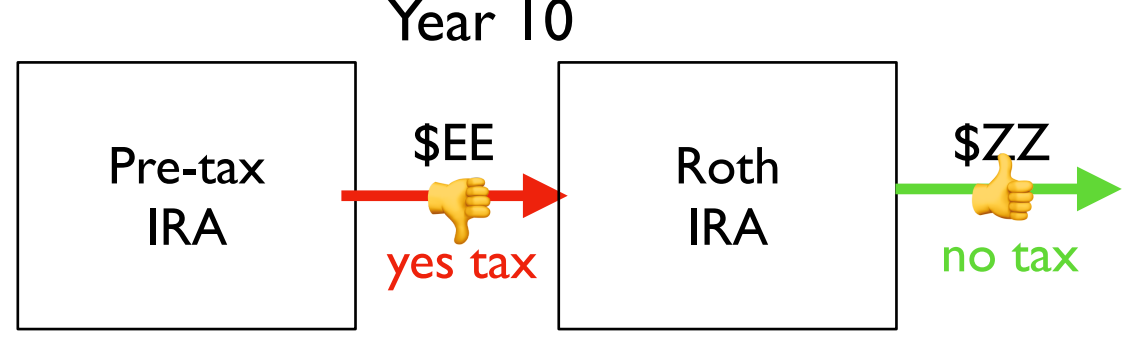 Year 10
Pre-tax
IRA
$EE
yes tax
Roth
IRA
$ZZ
no tax